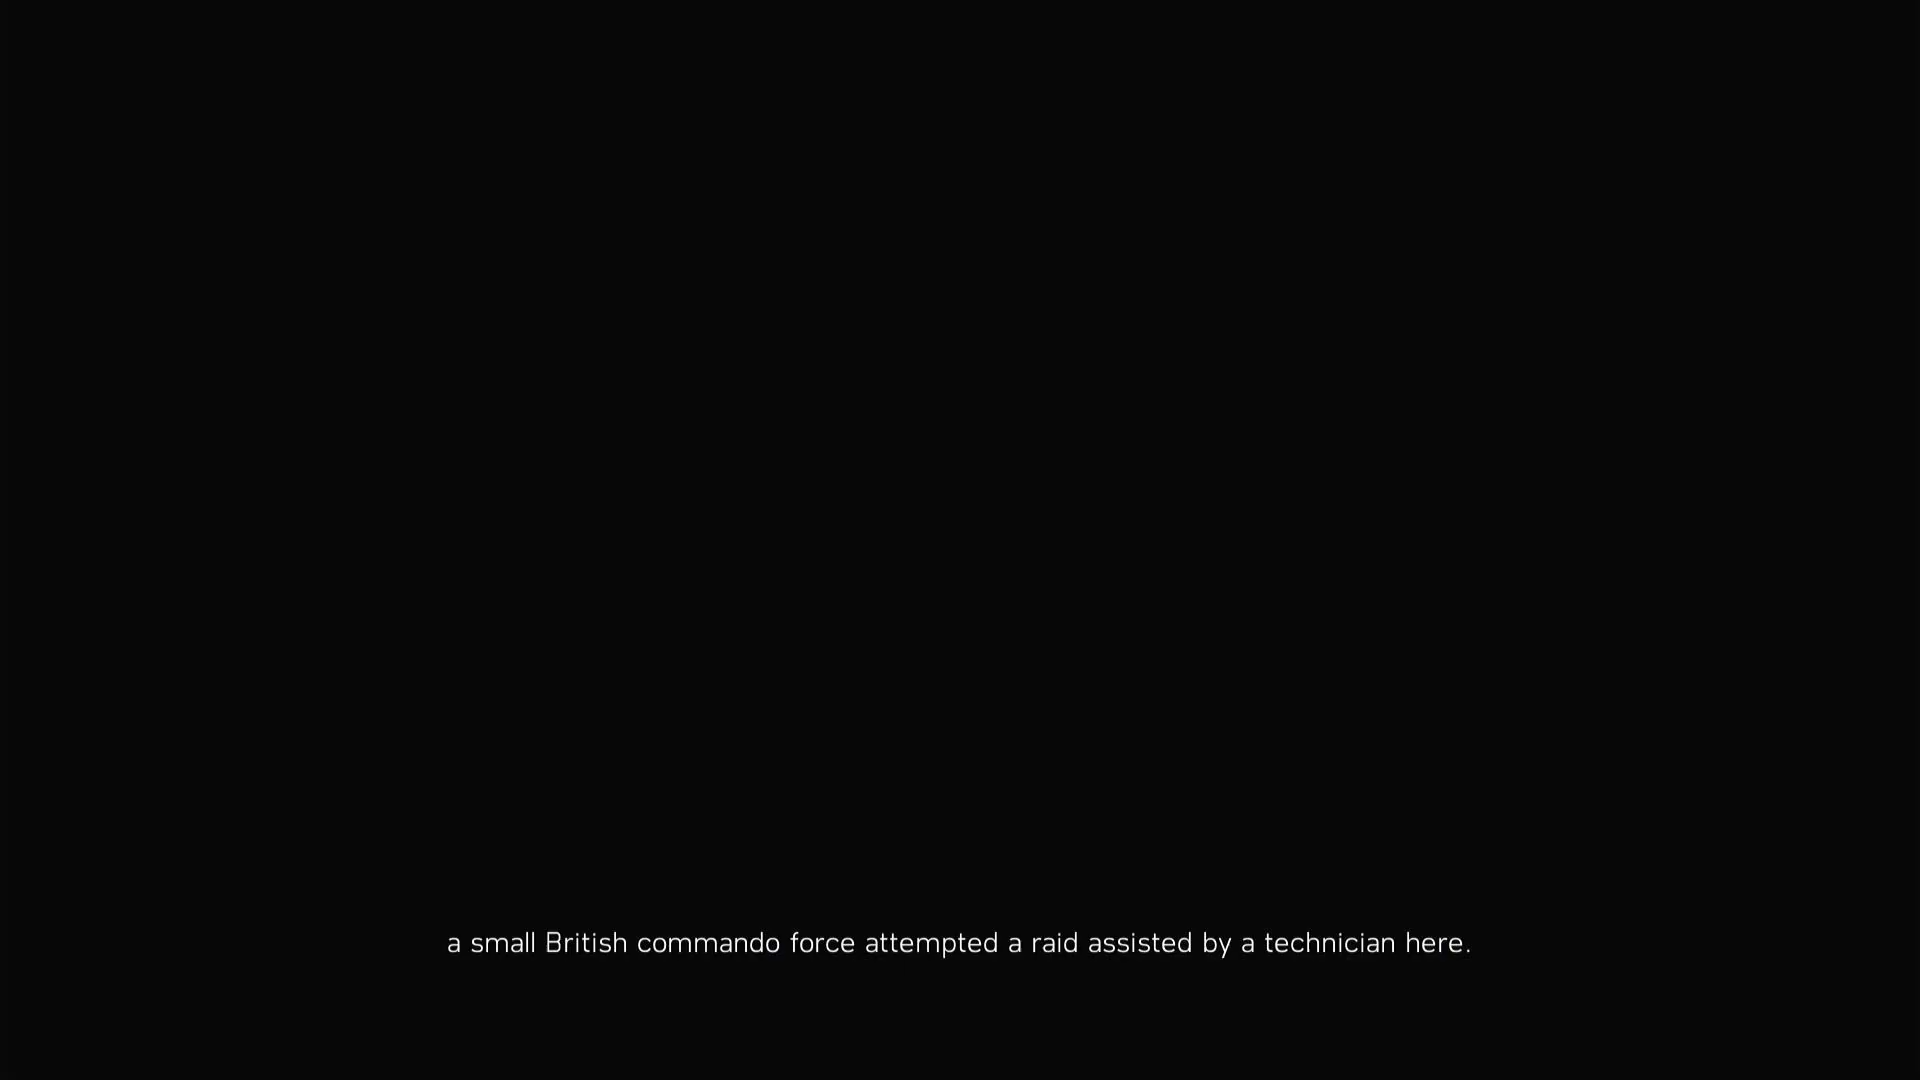 a small British commando force attempted a raid assisted by a technician here.